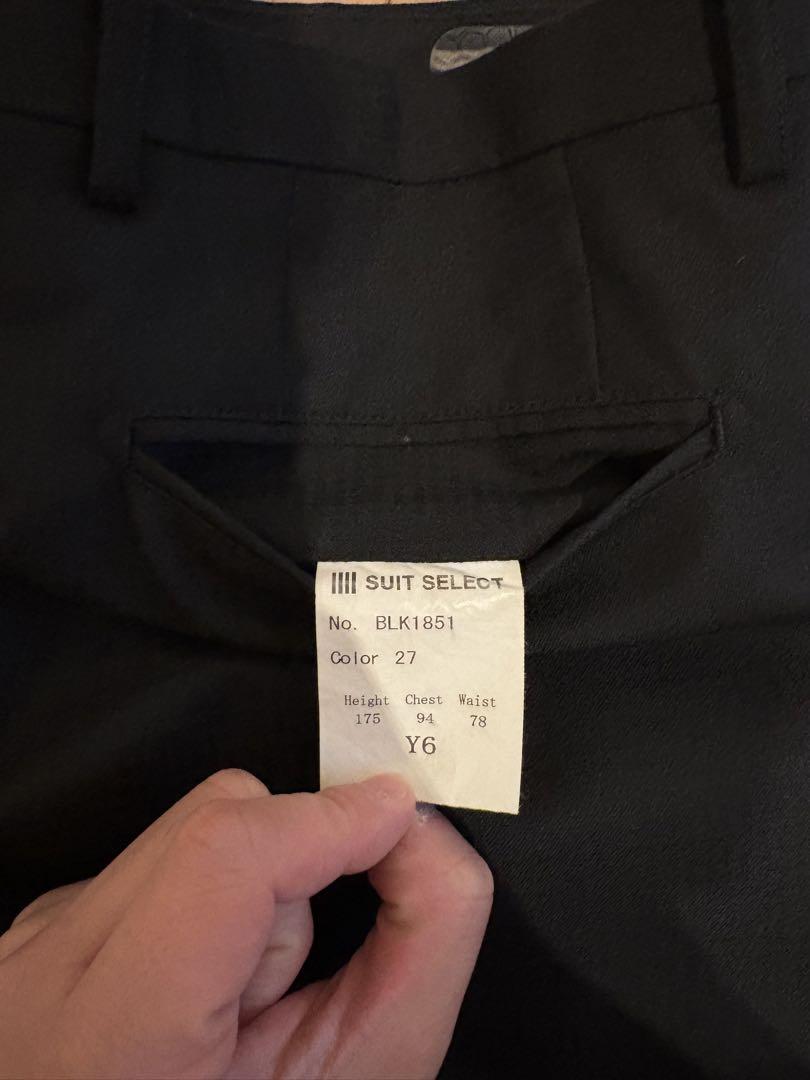 SUIT SELECT
No. BLK1851
Color 27
Height Chest Waist
175 94 78
Y6